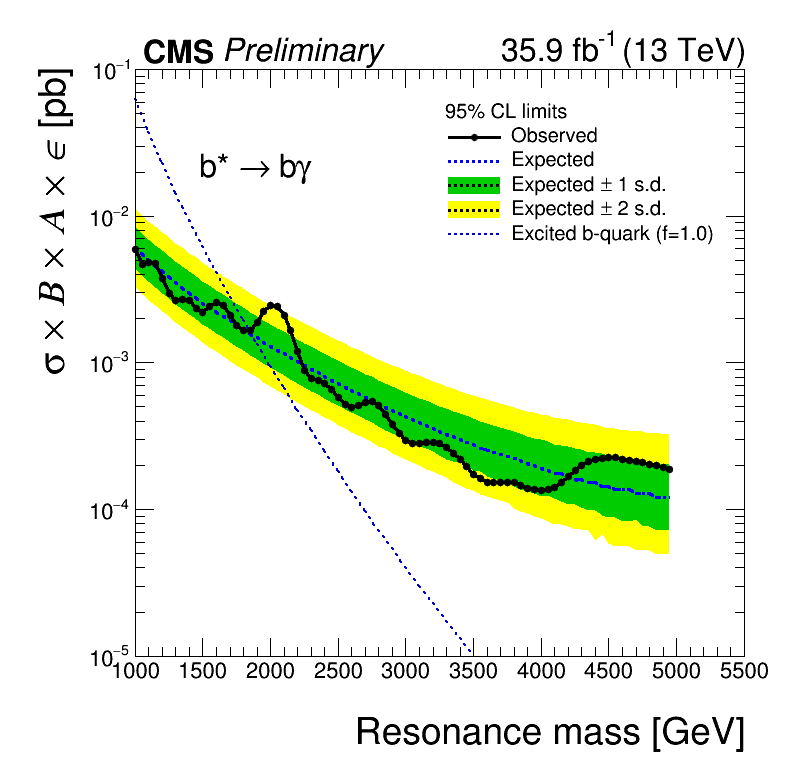 CMS Preliminary 35.9 fb⁻¹ (13 TeV)
σ × B × A × ϵ [pb]
10⁻¹
10⁻²
10⁻³
10⁻⁴
10⁻⁵
b* → bγ
95% CL limits
Observed
Expected
Expected ± 1 s.d.
Expected ± 2 s.d.
Excited b-quark (f=1.0)
1000 1500 2000 2500 3000 3500 4000 4500 5000 5500
Resonance mass [GeV]